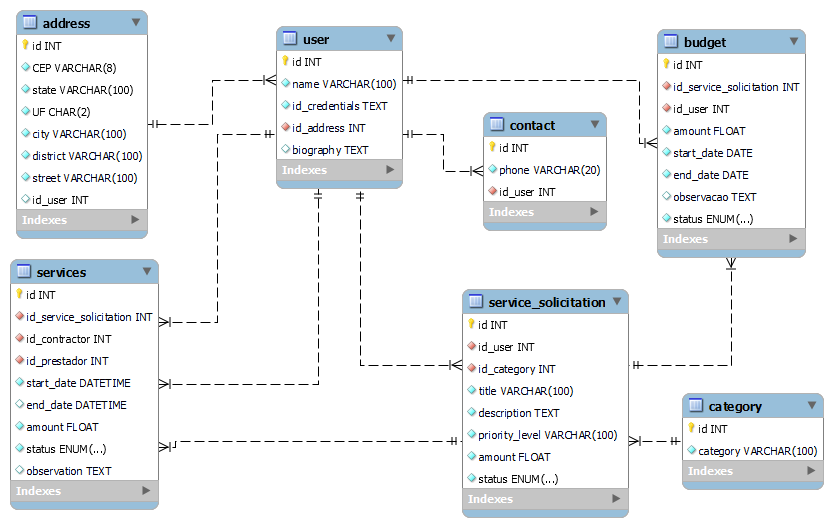 address
id INT
CEP VARCHAR(8)
state VARCHAR(100)
UF CHAR(2)
city VARCHAR(100)
district VARCHAR(100)
street VARCHAR(100)
id_user INT
Indexes
user
id INT
name VARCHAR(100)
id_credentials TEXT
id_address INT
biography TEXT
Indexes
contact
id INT
phone VARCHAR(20)
id_user INT
Indexes
budget
id INT
id_service_solicitation INT
id_user INT
amount FLOAT
start_date DATE
end_date DATE
observacao TEXT
status ENUM(...)
Indexes
services
id INT
id_service_solicitation INT
id_contractor INT
id_prestador INT
start_date DATETIME
end_date DATETIME
amount FLOAT
status ENUM(...)
observation TEXT
Indexes
service_solicitation
id INT
id_user INT
id_category INT
title VARCHAR(100)
description TEXT
priority_level VARCHAR(100)
amount FLOAT
status ENUM(...)
Indexes
category
id INT
category VARCHAR(100)
Indexes